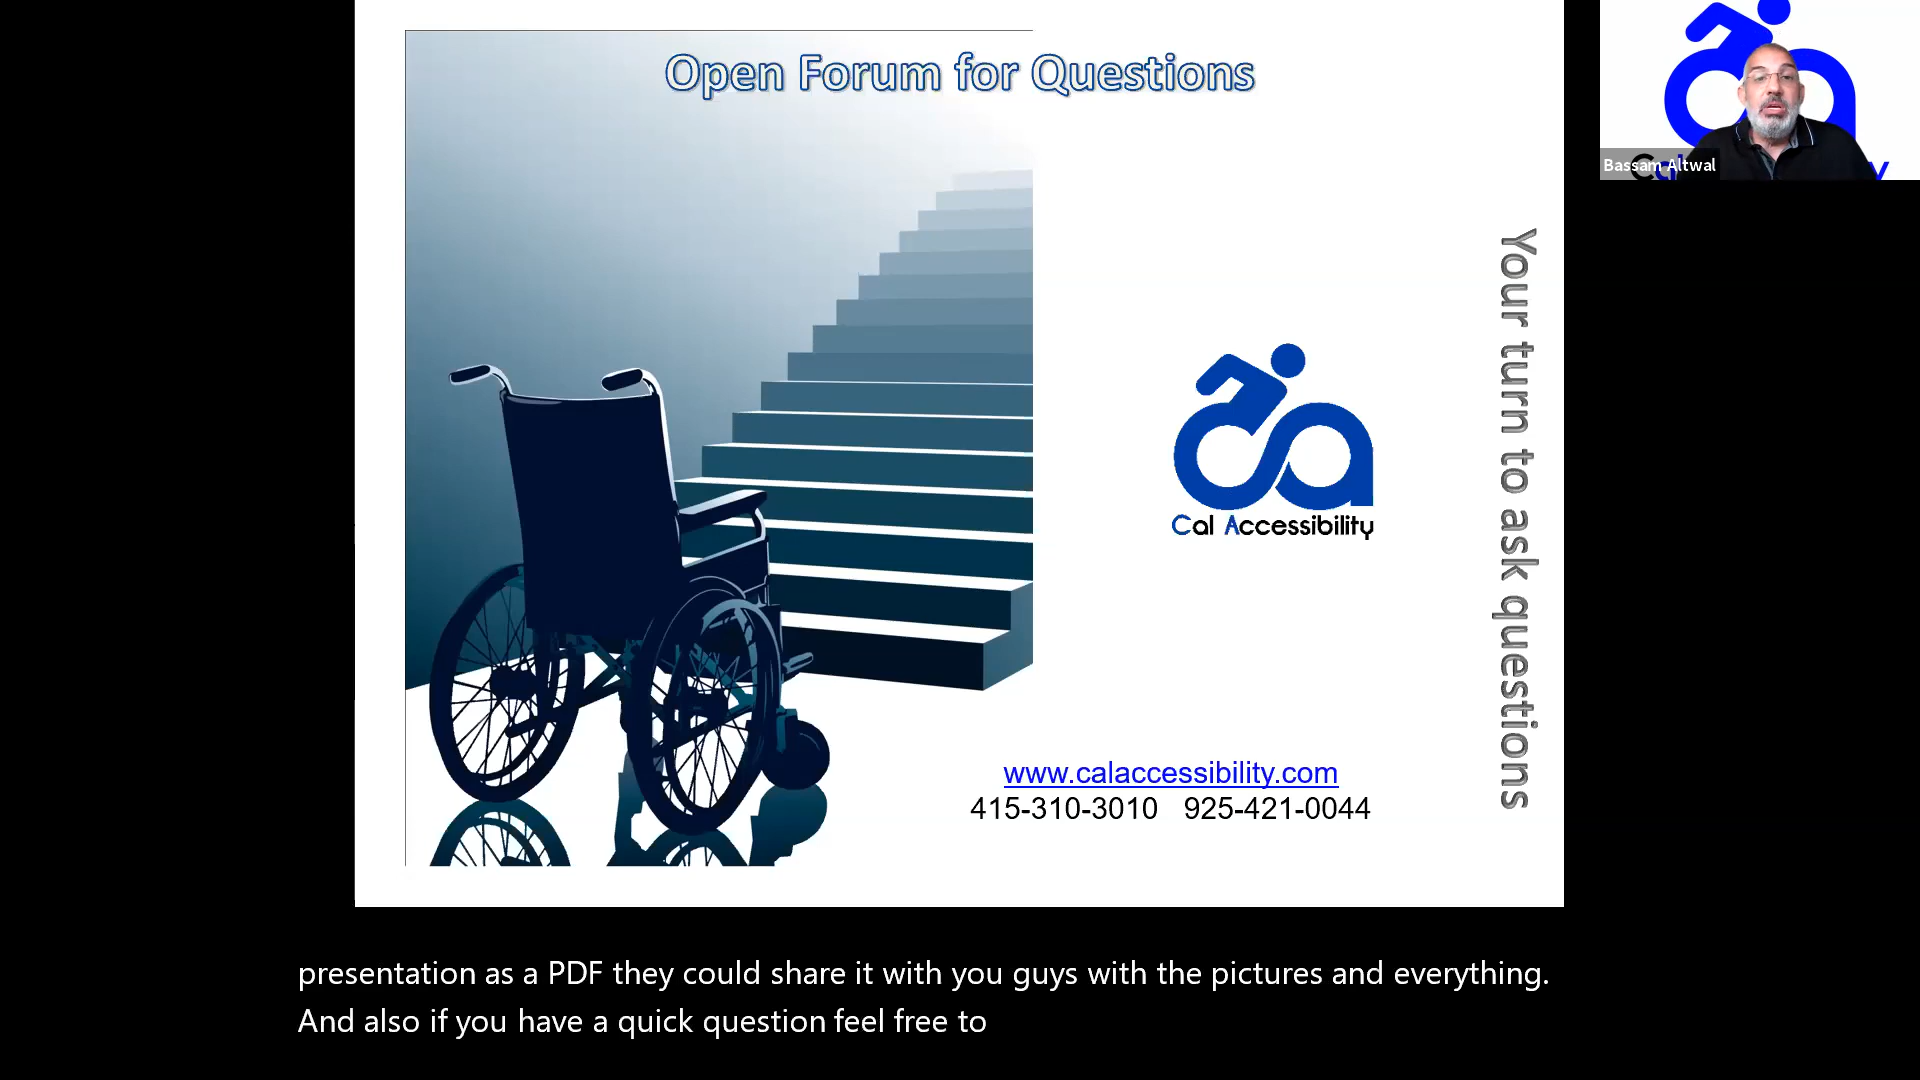 Open Forum for Questions
Bassam Altwal
Your turn to ask questions
Cal Accessibility
www.calaccessibility.com
415-310-3010 925-421-0044
presentation as a PDF they could share it with you guys with the pictures and everything.
And also if you have a quick question feel free to